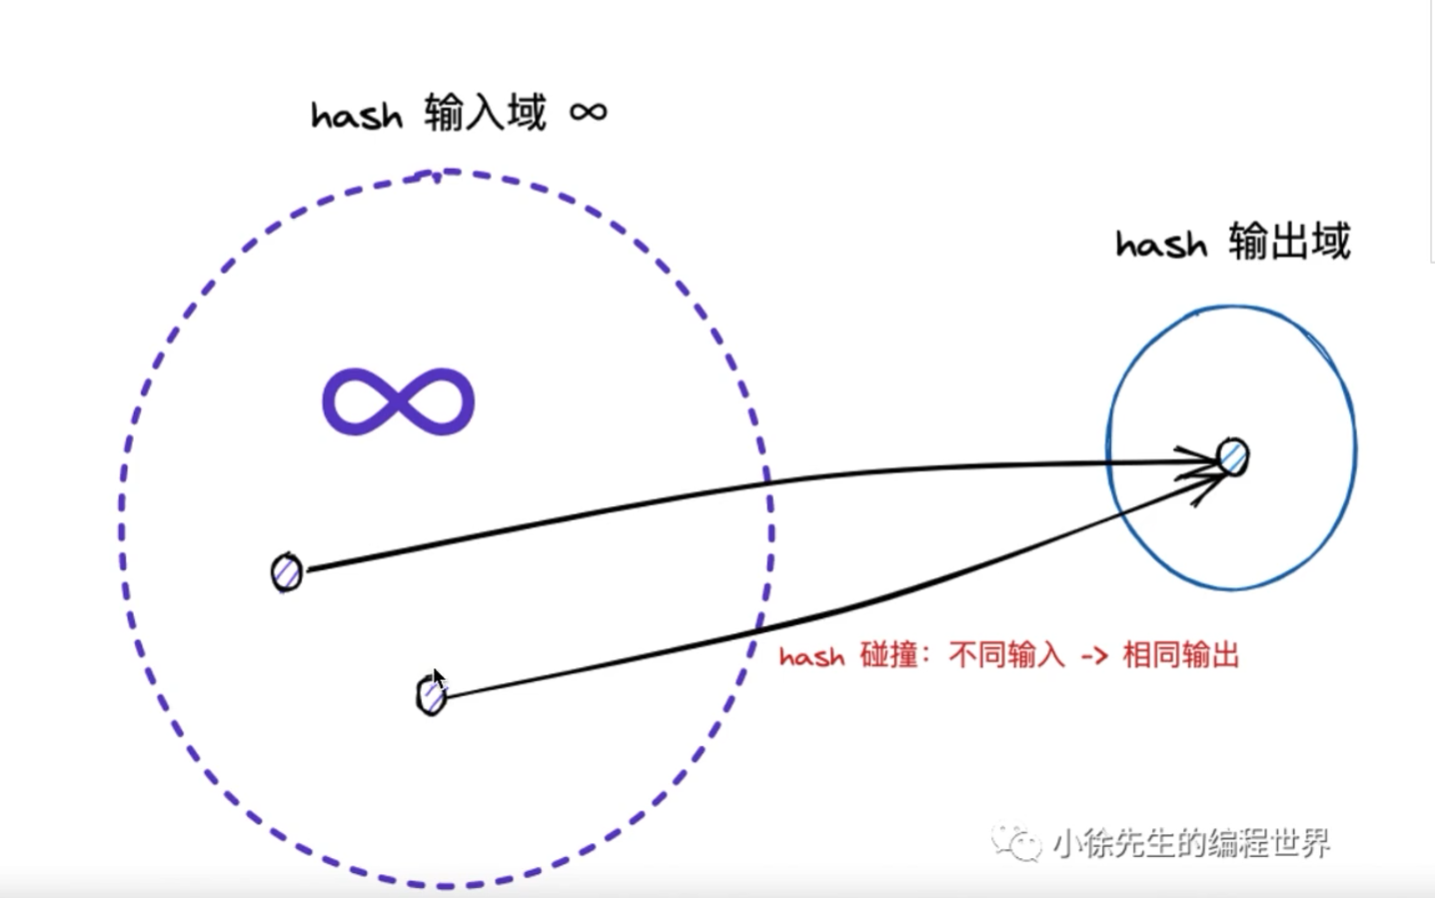 hash 输入域 ∞
hash 输出域
∞
hash 碰撞：不同输入 -> 相同输出
小徐先生的编程世界